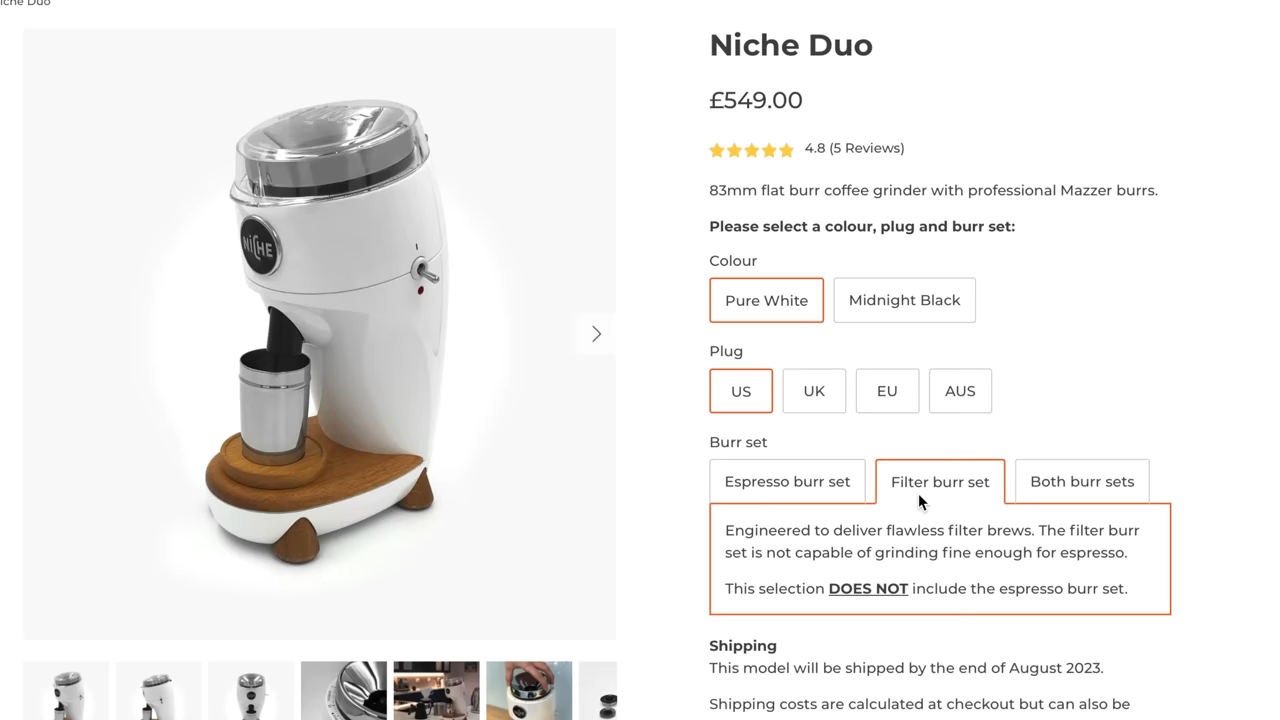 Niche Duo
Niche Duo
£549.00
4.8 (5 Reviews)
83mm flat burr coffee grinder with professional Mazzer burrs.
Please select a colour, plug and burr set:
Colour
Pure White
Midnight Black
Plug
US
UK
EU
AUS
Burr set
Espresso burr set
Filter burr set
Both burr sets
Engineered to deliver flawless filter brews. The filter burr
set is not capable of grinding fine enough for espresso.
This selection DOES NOT include the espresso burr set.
Shipping
This model will be shipped by the end of August 2023.
Shipping costs are calculated at checkout but can also be
NiCHE